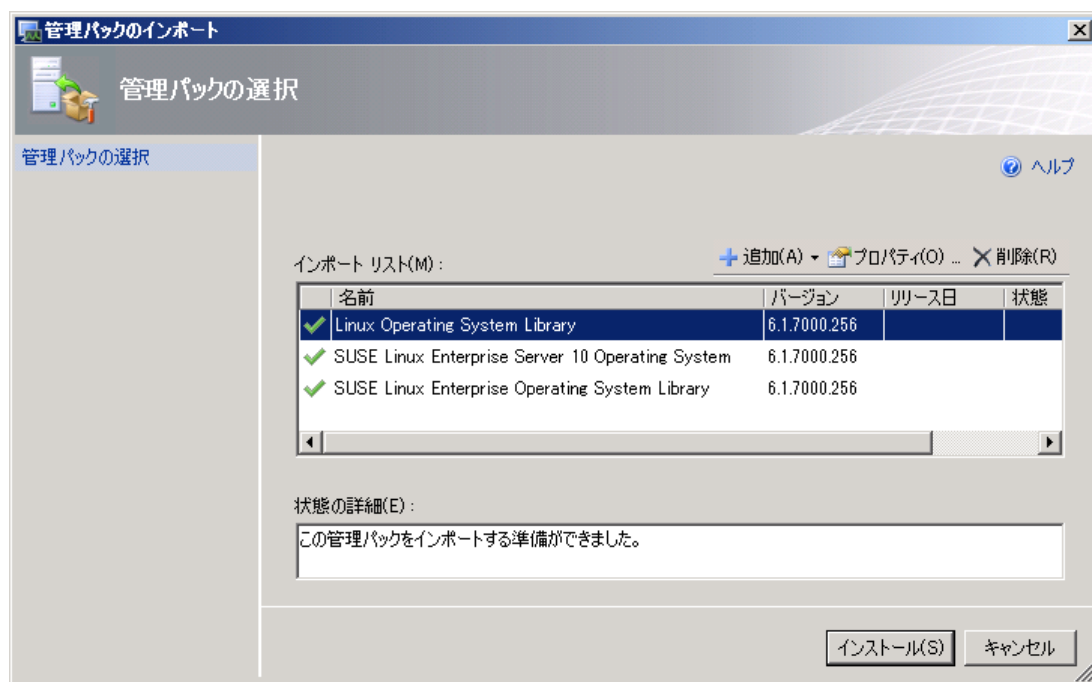 管理パックのインポート
管理パックの選択
管理パックの選択
ヘルプ
インポート リスト(M) :
追加(A) プロパティ(O) ... 削除(R)
名前 バージョン リリース日 状態
Linux Operating System Library 6.1.7000.256
SUSE Linux Enterprise Server 10 Operating System 6.1.7000.256
SUSE Linux Enterprise Operating System Library 6.1.7000.256
状態の詳細(E) :
この管理パックをインポートする準備ができました。
インストール(S) キャンセル